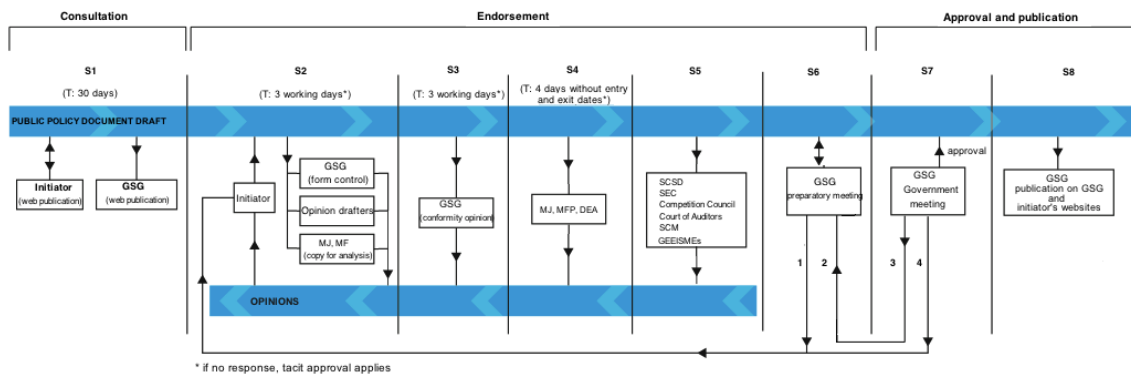 Consultation
Endorsement
Approval and publication
S1
S2
S3
S4
S5
S6
S7
S8
(T: 30 days)
(T: 3 working days*)
(T: 3 working days*)
(T: 4 days without entry
and exit dates*)
PUBLIC POLICY DOCUMENT DRAFT
approval
Initiator
(web publication)
GSG
(web publication)
Initiator
GSG
(form control)
Opinion drafters
MJ, MF
(copy for analysis)
GSG
(conformity opinion)
MJ, MFP, DEA
SCSD
SEC
Competition Council
Court of Auditors
SCM
GEEISMEs
GSG
preparatory meeting
GSG
Government
meeting
GSG
publication on GSG
and
initiator's websites
1
2
3
4
OPINIONS
* if no response, tacit approval applies